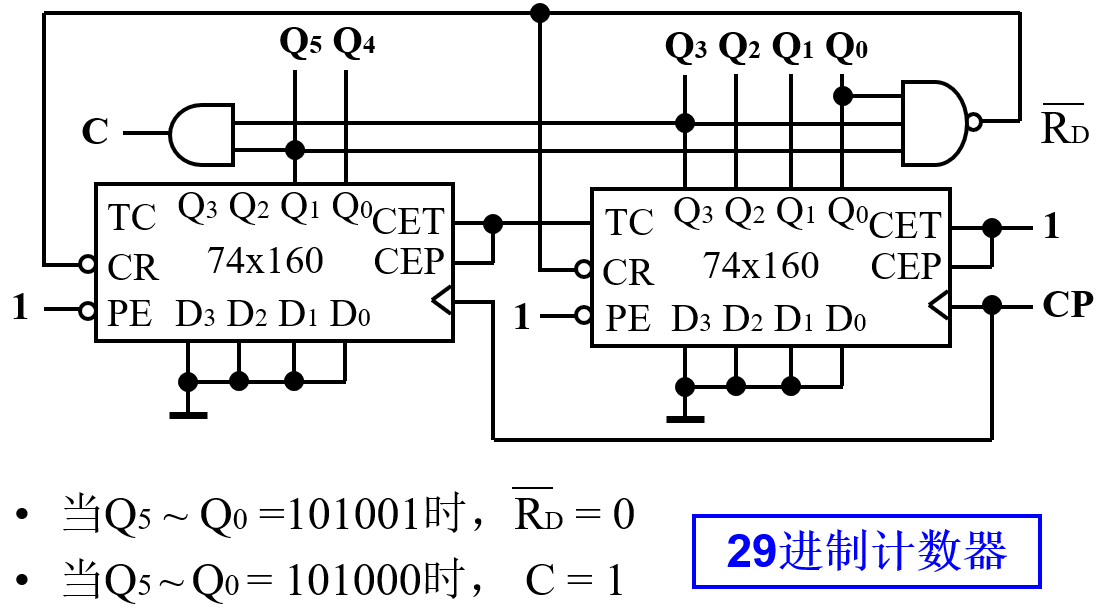 Q5 Q4 Q3 Q2 Q1 Q0
C
R̅D
TC Q3 Q2 Q1 Q0 CET
74x160
CR CEP
1 PE D3 D2 D1 D0
TC Q3 Q2 Q1 Q0 CET 1
74x160
CR CEP
1 PE D3 D2 D1 D0 CP
• 当Q5 ~ Q0 =101001时，R̅D = 0
• 当Q5 ~ Q0 = 101000时， C = 1
29进制计数器